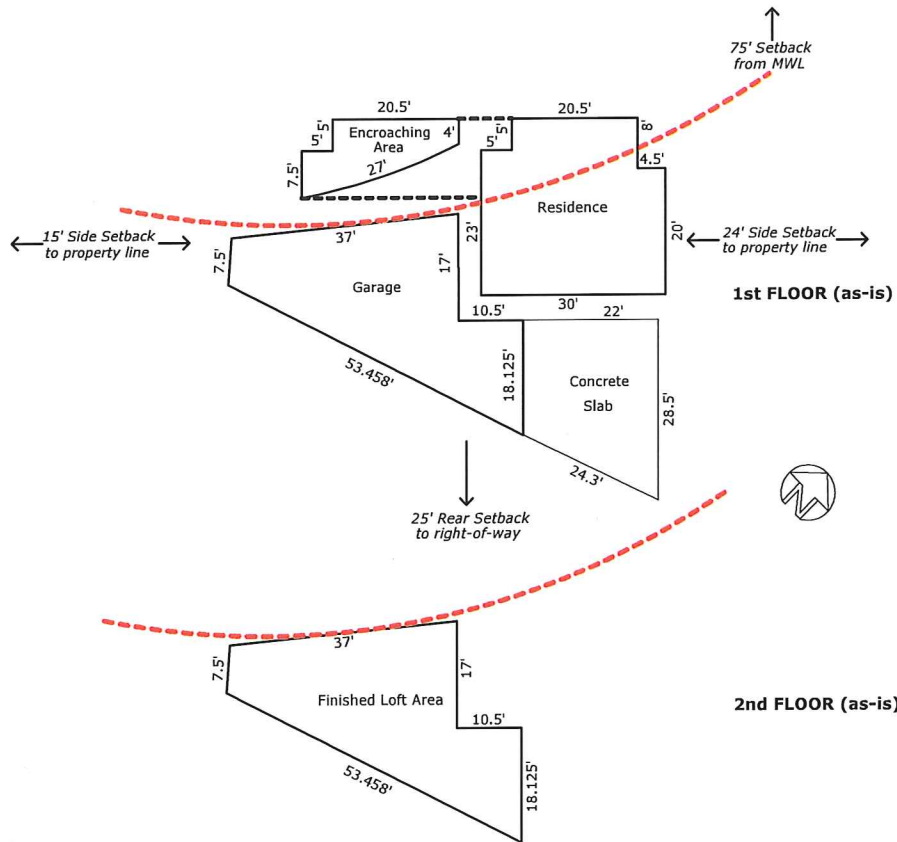 75' Setback
from MWL
20.5'
20.5'
5'
5'
Encroaching
Area
4'
5'
5'
8'
4.5'
7.5'
27'
Residence
15' Side Setback
to property line
37'
23'
20'
24' Side Setback
to property line
7.5'
17'
Garage
1st FLOOR (as-is)
10.5'
30'
22'
53.458'
18.125'
Concrete
Slab
28.5'
24.3'
25' Rear Setback
to right-of-way
37'
7.5'
17'
Finished Loft Area
10.5'
2nd FLOOR (as-is)
53.458'
18.125'